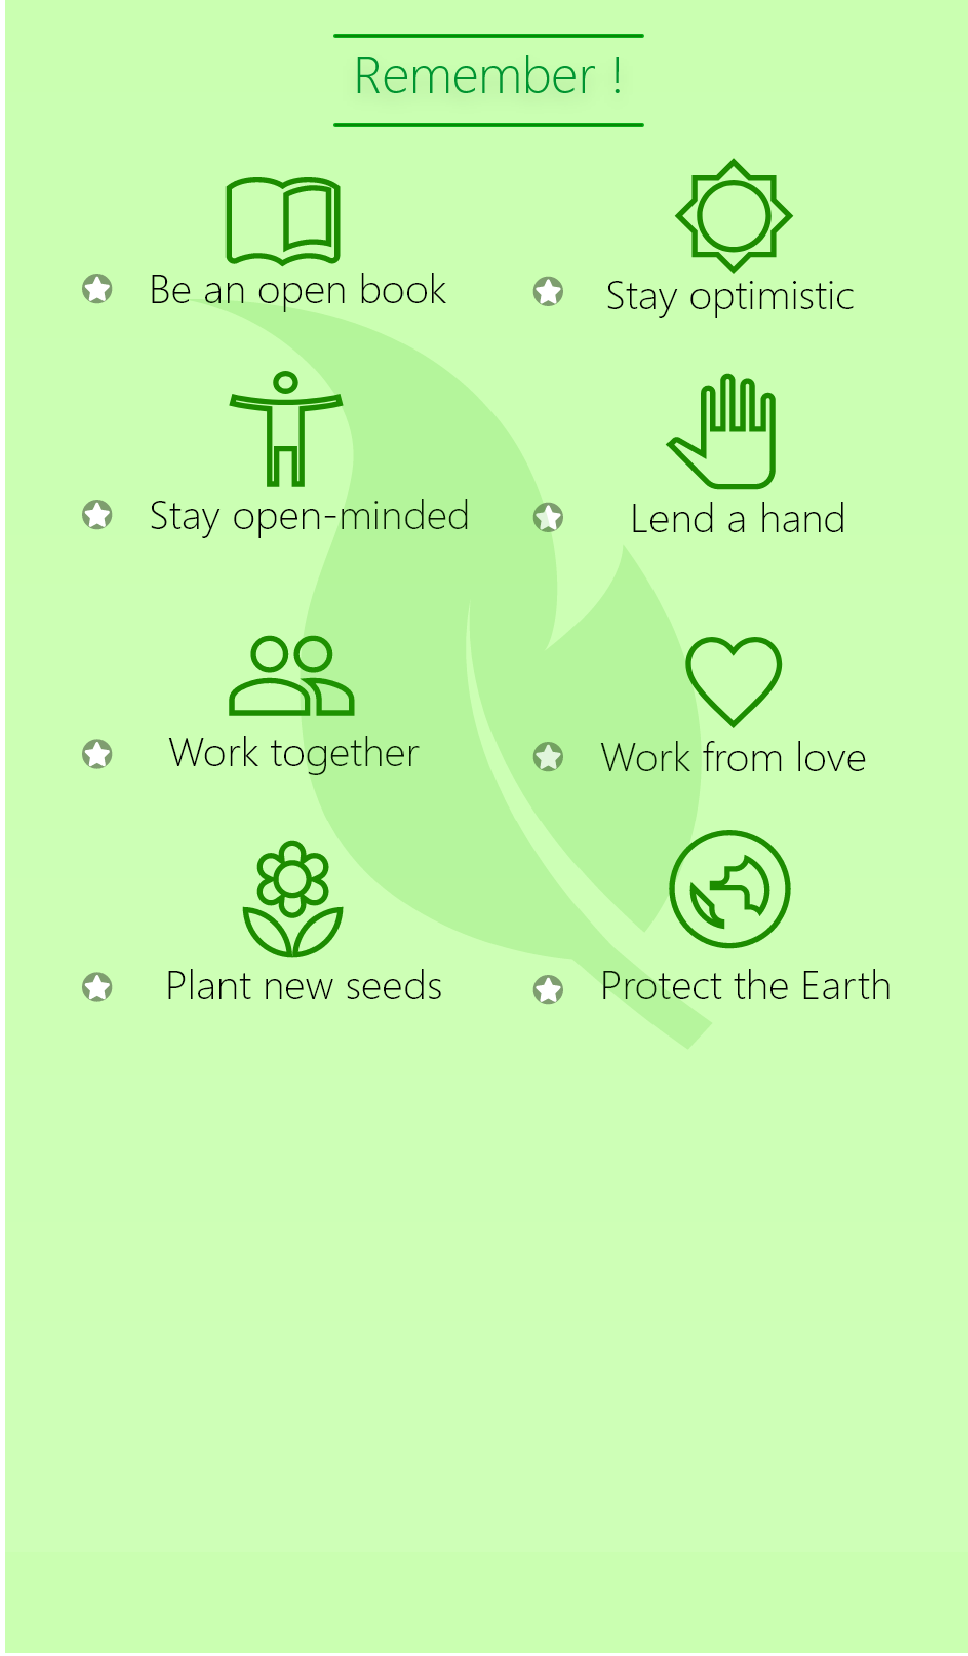 Remember !
Be an open book
Stay optimistic
Stay open-minded
Lend a hand
Work together
Work from love
Plant new seeds
Protect the Earth